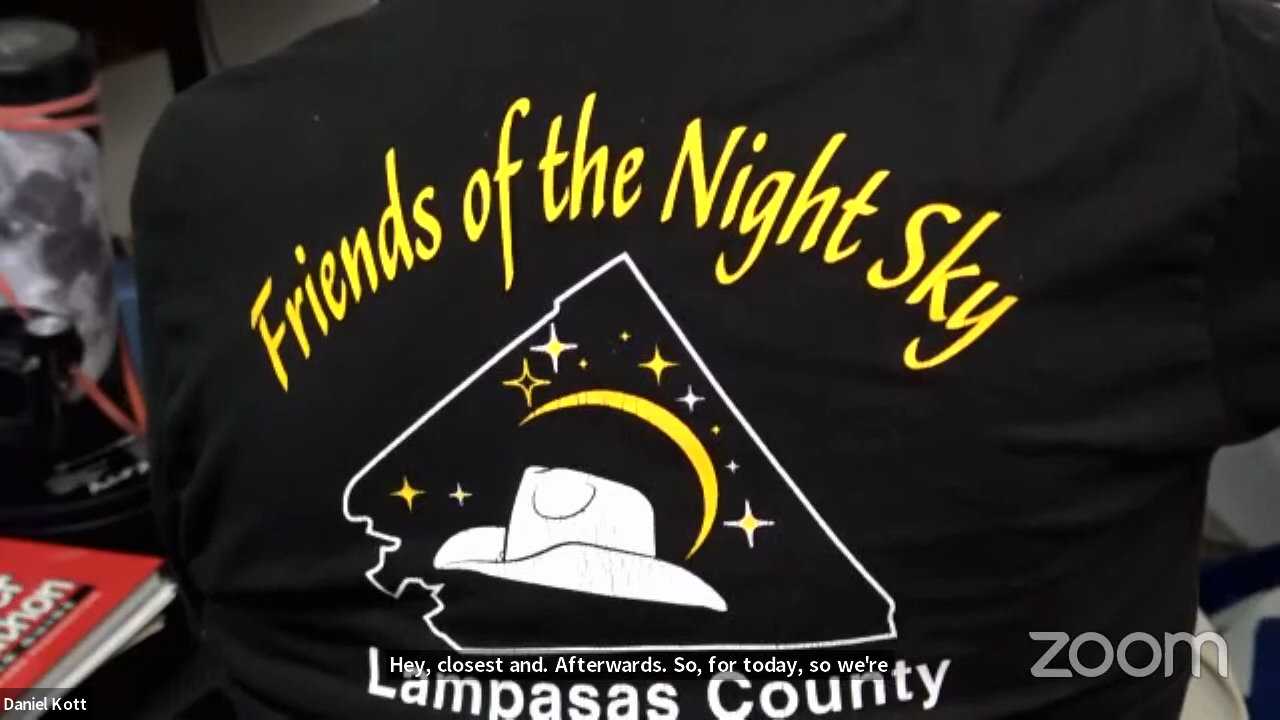 Friends of the Night Sky
Hey, closest and. Afterwards. So, for today, so we're
Lampasas County
zoom
Daniel Kott